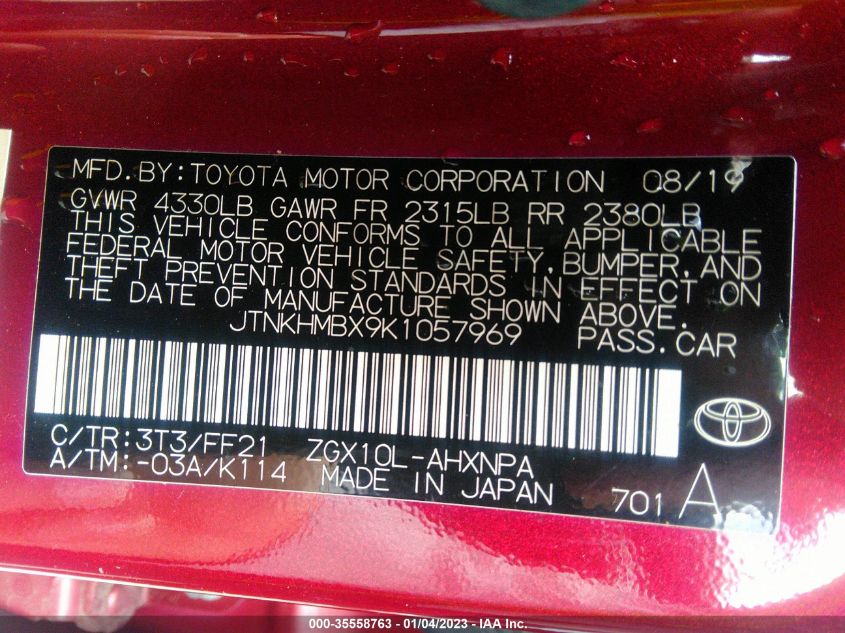 MFD. BY: TOYOTA MOTOR CORPORATION 08/19
GVWR 4330LB GAWR FR 2315LB RR 2380LB
THIS VEHICLE CONFORMS TO ALL APPLICABLE
FEDERAL MOTOR VEHICLE SAFETY, BUMPER, AND
THEFT PREVENTION STANDARDS IN EFFECT ON
THE DATE OF MANUFACTURE SHOWN ABOVE.
JTNKHMBX9K1057969 PASS. CAR
C/TR: 3T3/FF21 ZGX10L-AHXNPA
A/TM: -03A/K114 MADE IN JAPAN 701 A
000-35558763 - 01/04/2023 - IAA Inc.